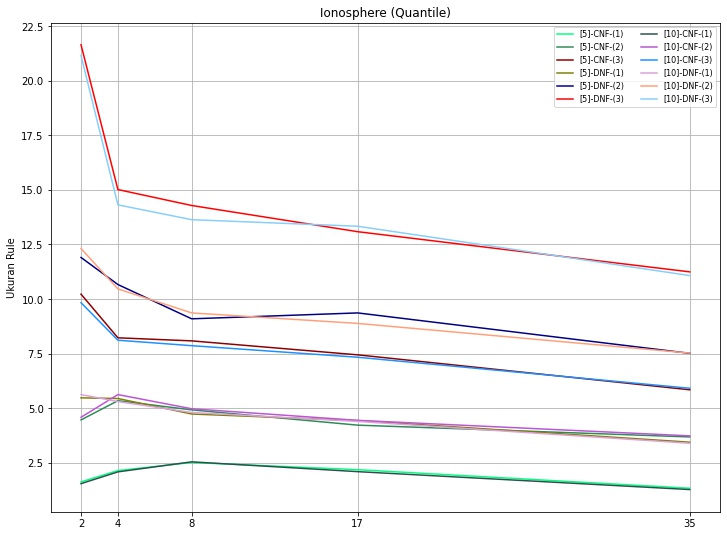 Ionosphere (Quantile)
22.5
20.0
17.5
15.0
12.5
10.0
7.5
5.0
2.5
Ukuran Rule
[5]-CNF-(1)
[5]-CNF-(2)
[5]-CNF-(3)
[5]-DNF-(1)
[5]-DNF-(2)
[5]-DNF-(3)
[10]-CNF-(1)
[10]-CNF-(2)
[10]-CNF-(3)
[10]-DNF-(1)
[10]-DNF-(2)
[10]-DNF-(3)
2 4 8 17 35